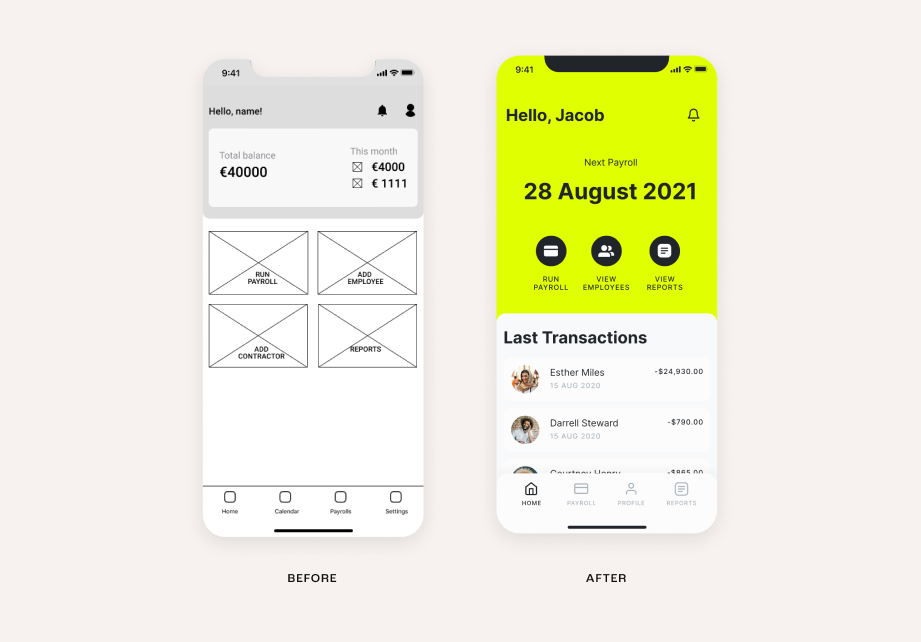 9:41
Hello, name!
Total balance
€40000
This month
€4000
€ 1111
RUN
PAYROLL
ADD
EMPLOYEE
ADD
CONTRACTOR
REPORTS
Home
Calendar
Payrolls
Settings
BEFORE
9:41
Hello, Jacob
Next Payroll
28 August 2021
RUN
PAYROLL
VIEW
EMPLOYEES
VIEW
REPORTS
Last Transactions
Esther Miles
-$24,930.00
15 AUG 2020
Darrell Steward
-$790.00
15 AUG 2020
Courtney Henry
-$865.00
HOME
PAYROLL
PROFILE
REPORTS
AFTER